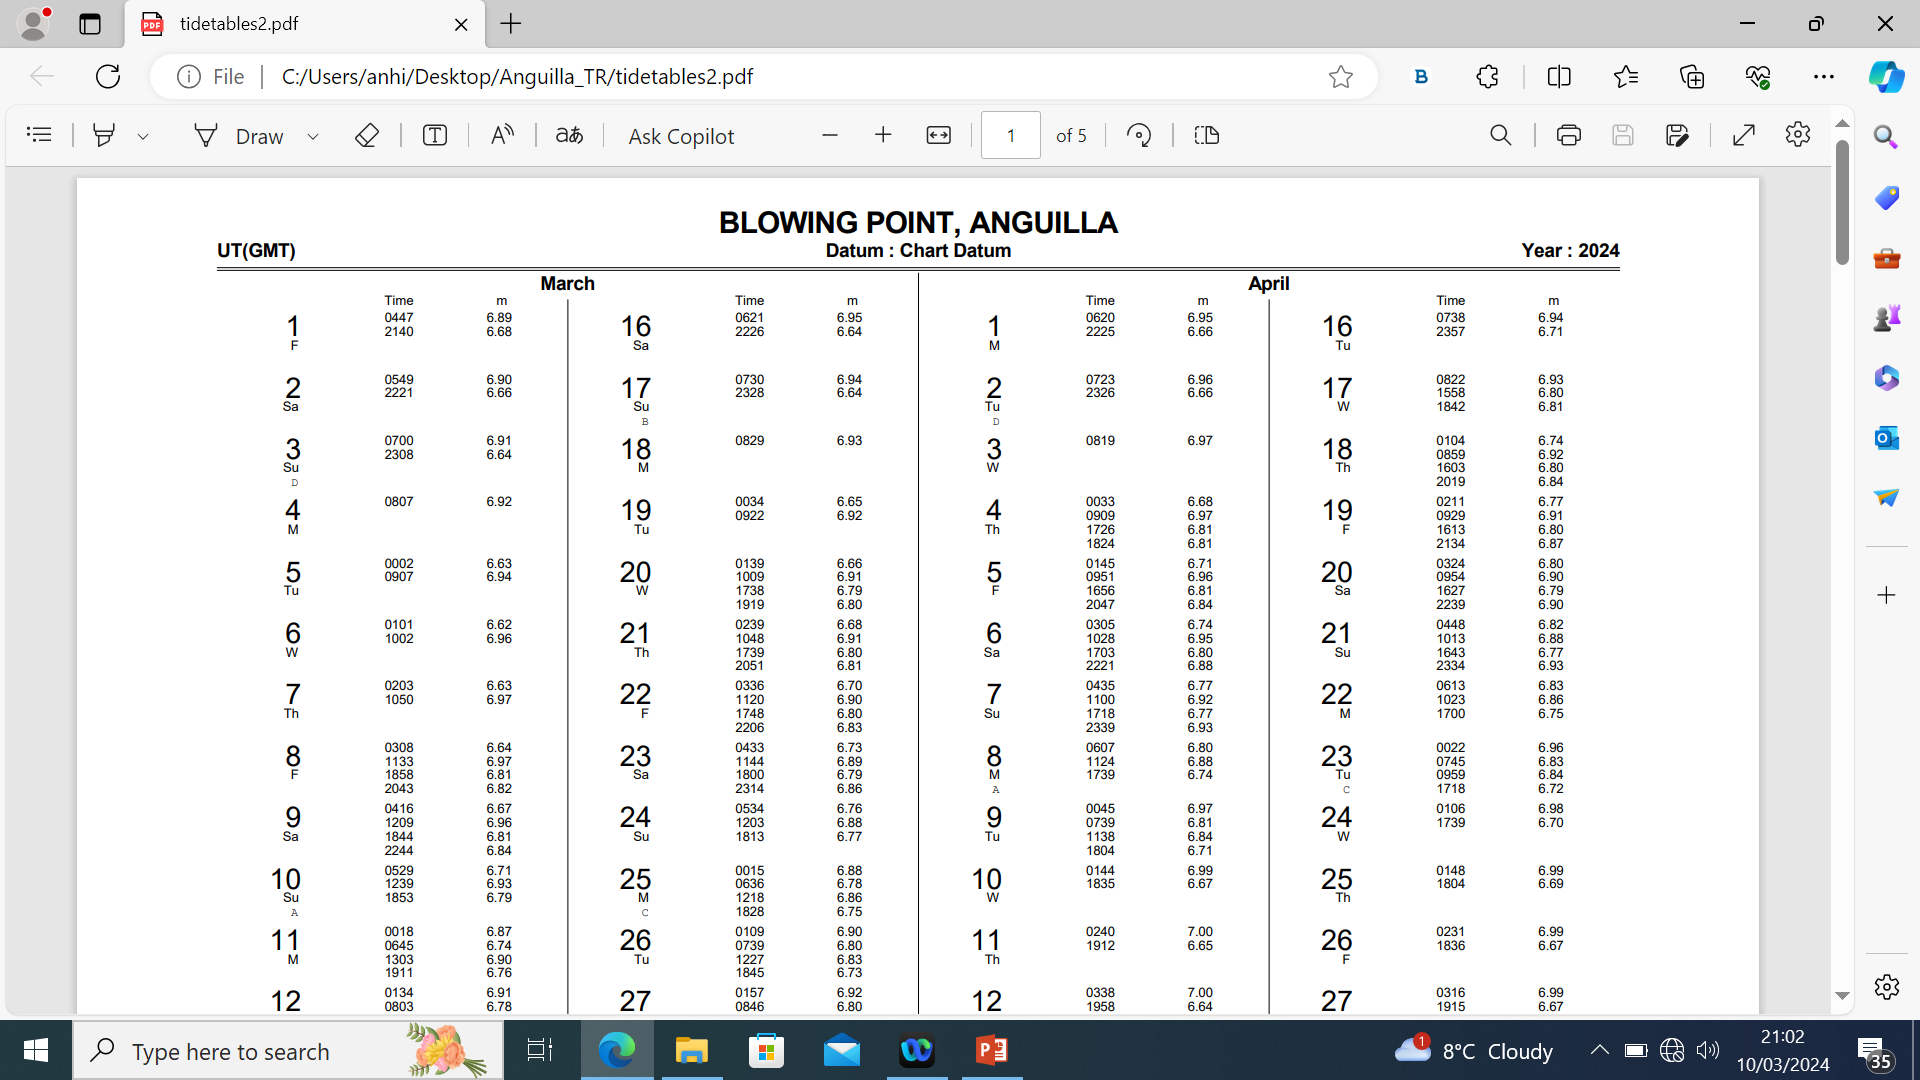 tidetables2.pdf
File
C:/Users/anhi/Desktop/Anguilla_TR/tidetables2.pdf
Draw
Ask Copilot
1 of 5
BLOWING POINT, ANGUILLA
UT(GMT) Datum : Chart Datum Year : 2024
March
Time m
1 F
0447 6.89
2140 6.68
2 Sa
0549 6.90
2221 6.66
3 Su D
0700 6.91
2308 6.64
4 M
0807 6.92
5 Tu
0002 6.63
0907 6.94
6 W
0101 6.62
1002 6.96
7 Th
0203 6.63
1050 6.97
8 F
0308 6.64
1133 6.97
1858 6.81
2043 6.82
9 Sa
0416 6.67
1209 6.96
1844 6.81
2244 6.84
10 Su A
0529 6.71
1239 6.93
1853 6.79
11 M
0018 6.87
0645 6.74
1303 6.90
1911 6.76
12
0134 6.91
0803 6.78
Time m
16 Sa
0621 6.95
2226 6.64
17 Su B
0730 6.94
2328 6.64
18 M
0829 6.93
19 Tu
0034 6.65
0922 6.92
20 W
0139 6.66
1009 6.91
1738 6.79
1919 6.80
21 Th
0239 6.68
1048 6.91
1739 6.80
2051 6.81
22 F
0336 6.70
1120 6.90
1748 6.80
2206 6.83
23 Sa
0433 6.73
1144 6.89
1800 6.79
2314 6.86
24 Su
0534 6.76
1203 6.88
1813 6.77
25 M C
0015 6.88
0636 6.78
1218 6.86
1828 6.75
26 Tu
0109 6.90
0739 6.80
1227 6.83
1845 6.73
27
0157 6.92
0846 6.80
April
Time m
1 M
0620 6.95
2225 6.66
2 Tu D
0723 6.96
2326 6.66
3 W
0819 6.97
4 Th
0033 6.68
0909 6.97
1726 6.81
1824 6.81
5 F
0145 6.71
0951 6.96
1656 6.81
2047 6.84
6 Sa
0305 6.74
1028 6.95
1703 6.80
2221 6.88
7 Su
0435 6.77
1100 6.92
1718 6.77
2339 6.93
8 M A
0607 6.80
1124 6.88
1739 6.74
9 Tu
0045 6.97
0739 6.81
1138 6.84
1804 6.71
10 W
0144 6.99
1835 6.67
11 Th
0240 7.00
1912 6.65
12
0338 7.00
1958 6.64
Time m
16 Tu
0738 6.94
2357 6.71
17 W
0822 6.93
1558 6.80
1842 6.81
18 Th
0104 6.74
0859 6.92
1603 6.80
2019 6.84
19 F
0211 6.77
0929 6.91
1613 6.80
2134 6.87
20 Sa
0324 6.80
0954 6.90
1627 6.79
2239 6.90
21 Su
0448 6.82
1013 6.88
1643 6.77
2334 6.93
22 M
0613 6.83
1023 6.86
1700 6.75
23 Tu C
0022 6.96
0745 6.83
0959 6.84
1718 6.72
24 W
0106 6.98
1739 6.70
25 Th
0148 6.99
1804 6.69
26 F
0231 6.99
1836 6.67
27
0316 6.99
1915 6.67
Type here to search
1
8°C Cloudy
21:02
10/03/2024
35